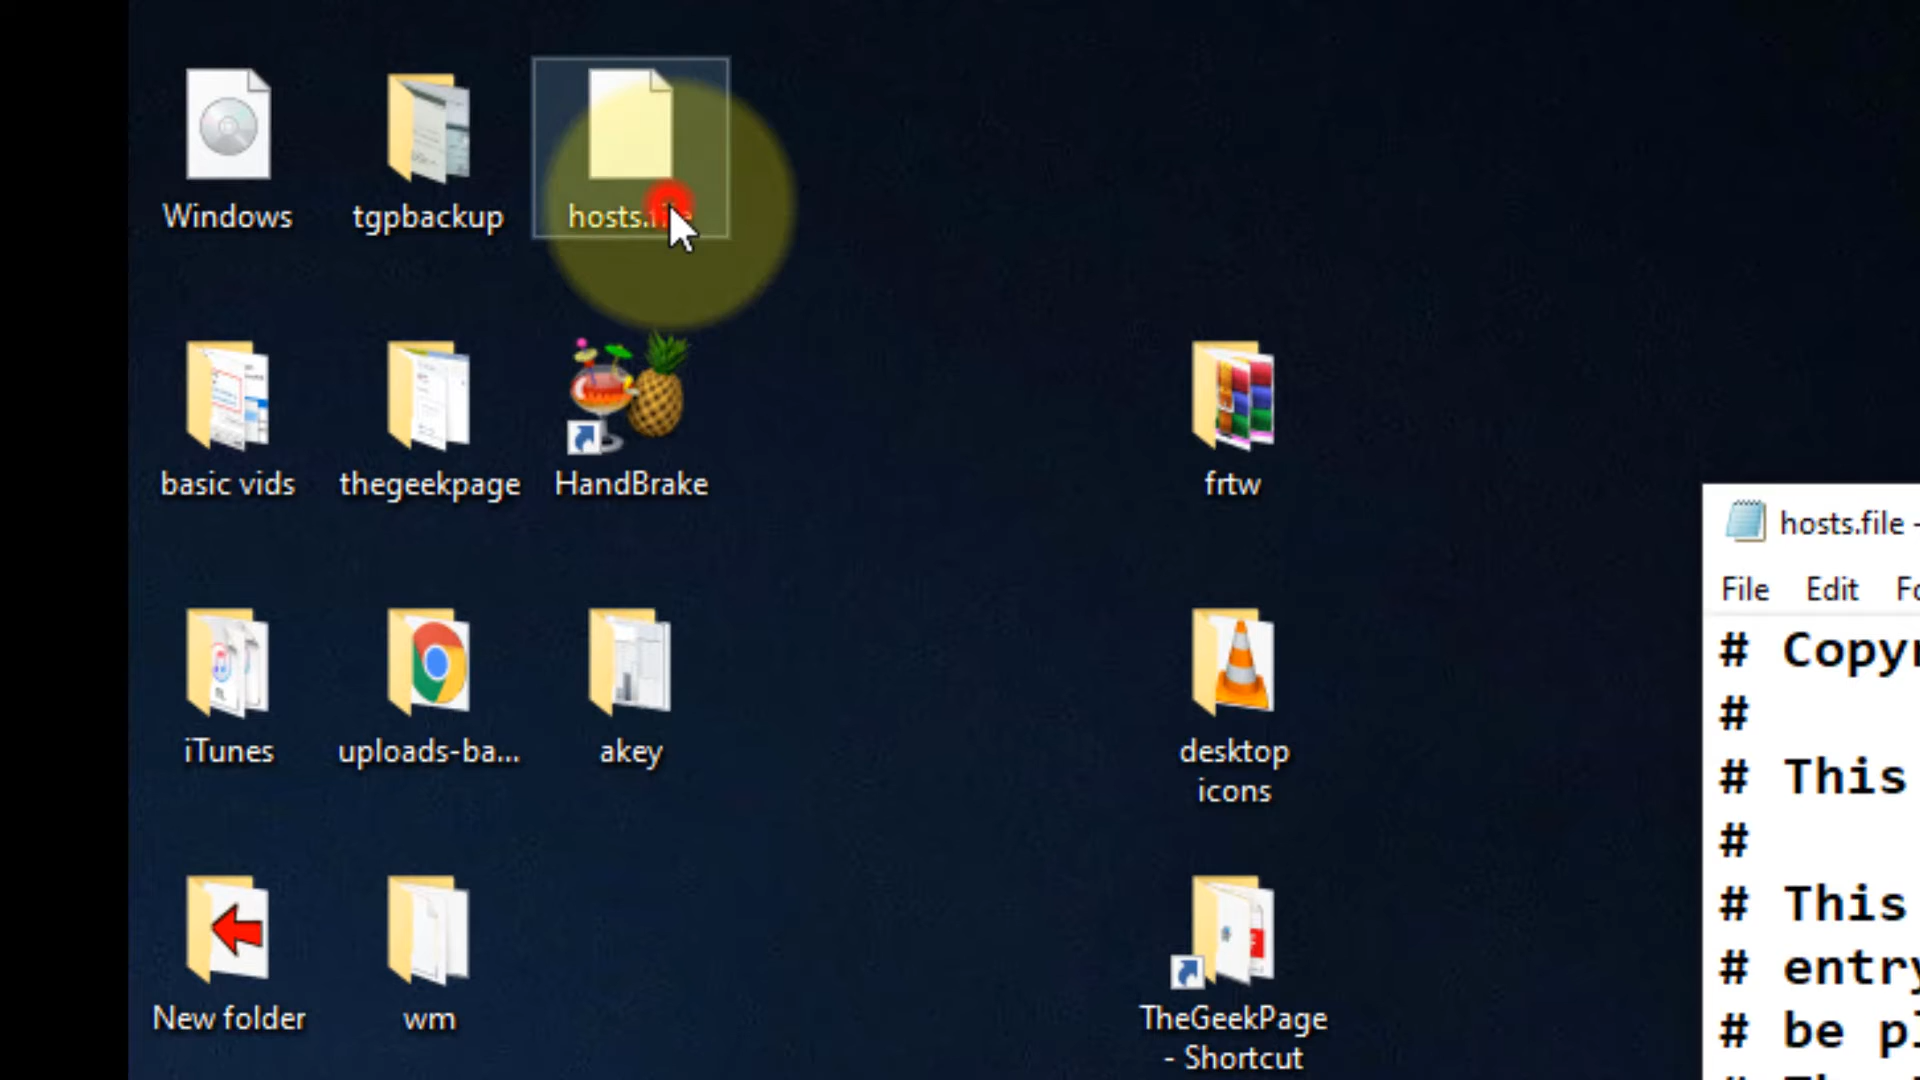 Windows
tgpbackup
hosts.file
basic vids
thegeekpage
HandBrake
frtw
iTunes
uploads-ba...
akey
desktop
icons
New folder
wm
TheGeekPage
- Shortcut
hosts.file -
File Edit
#
#
# This
#
# This
# entry
# be
#